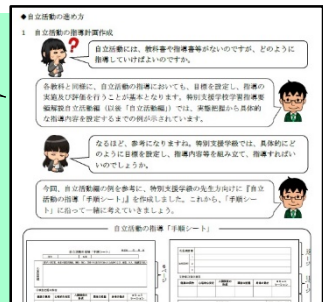 ◆自立活動の進め方
1 自立活動の指導計画作成
自立活動には、教科書や指導書等がないのですが、どのように
指導していけばよいのですか。
各教科と同様に、自立活動の指導においても、目標を設定し、指導の
実施及び評価を行うことが基本となります。特別支援学校学習指導要
領解説自立活動編（以後「自立活動編」）では、実態把握から具体的
な指導内容を設定するまでの例が示されています。
なるほど、参考になりますね。特別支援学級では、具体的にど
のように目標を設定し、指導内容等を組み立て、指導すればい
いのでしょうか。
今回、自立活動編の例を参考に、特別支援学級の先生方向けに『自立
活動の指導「手順シート」』を作成しました。これから、「手順シー
ト」に沿って一緒に考えていきましょう。
自立活動の指導「手順シート」